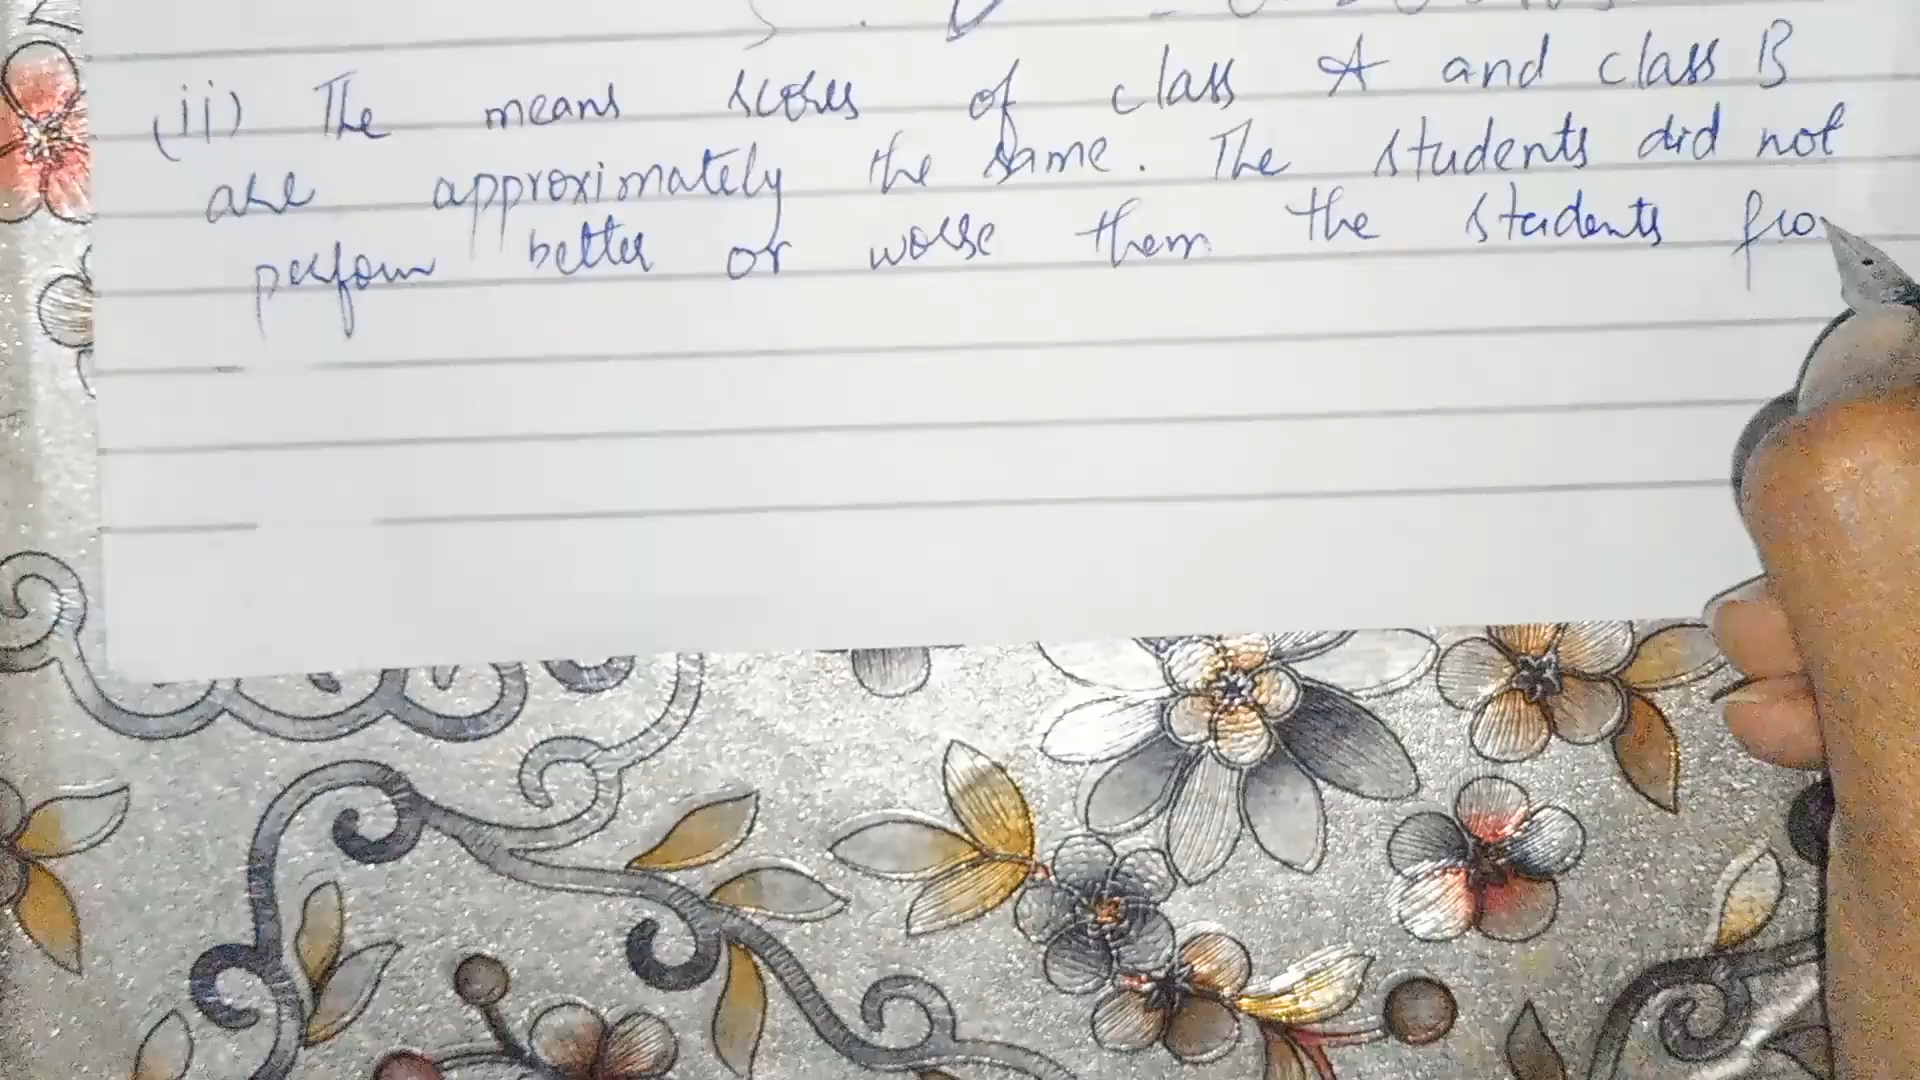 (ii) The means scores of class A and class B
are approximately the same. The students did not
perform better or worse them the students fro